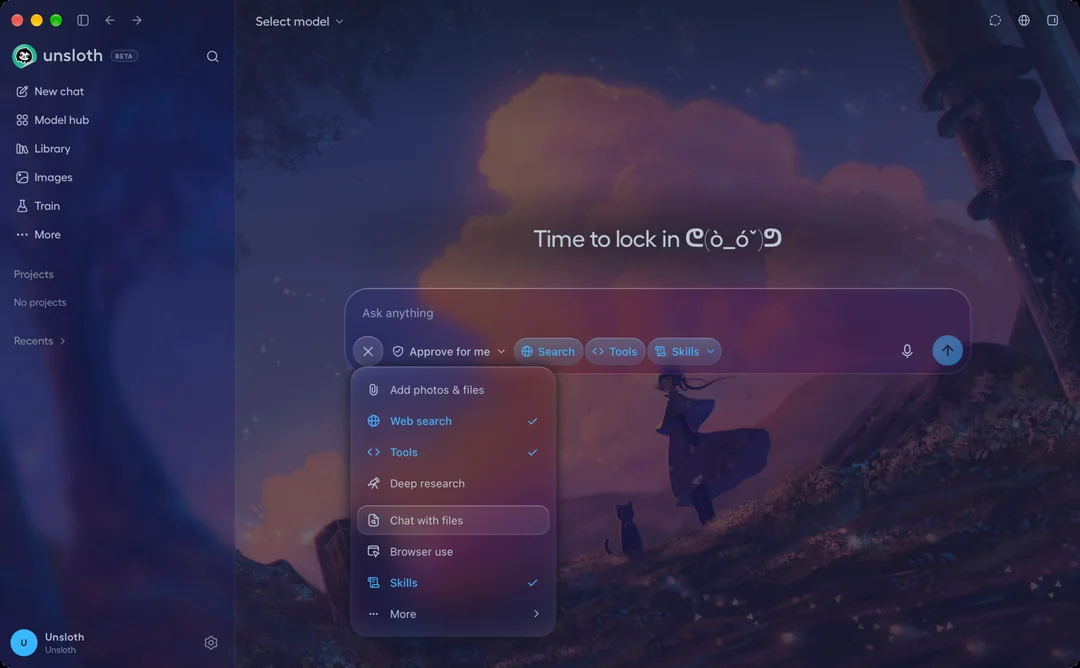 Select model
unsloth BETA
New chat
Model hub
Library
Images
Train
More
Projects
No projects
Recents
Time to lock in ᕦ(ò_óˇ)ᕤ
Ask anything
Approve for me Search Tools Skills
Add photos & files
Web search
Tools
Deep research
Chat with files
Browser use
Skills
More
U Unsloth
Unsloth